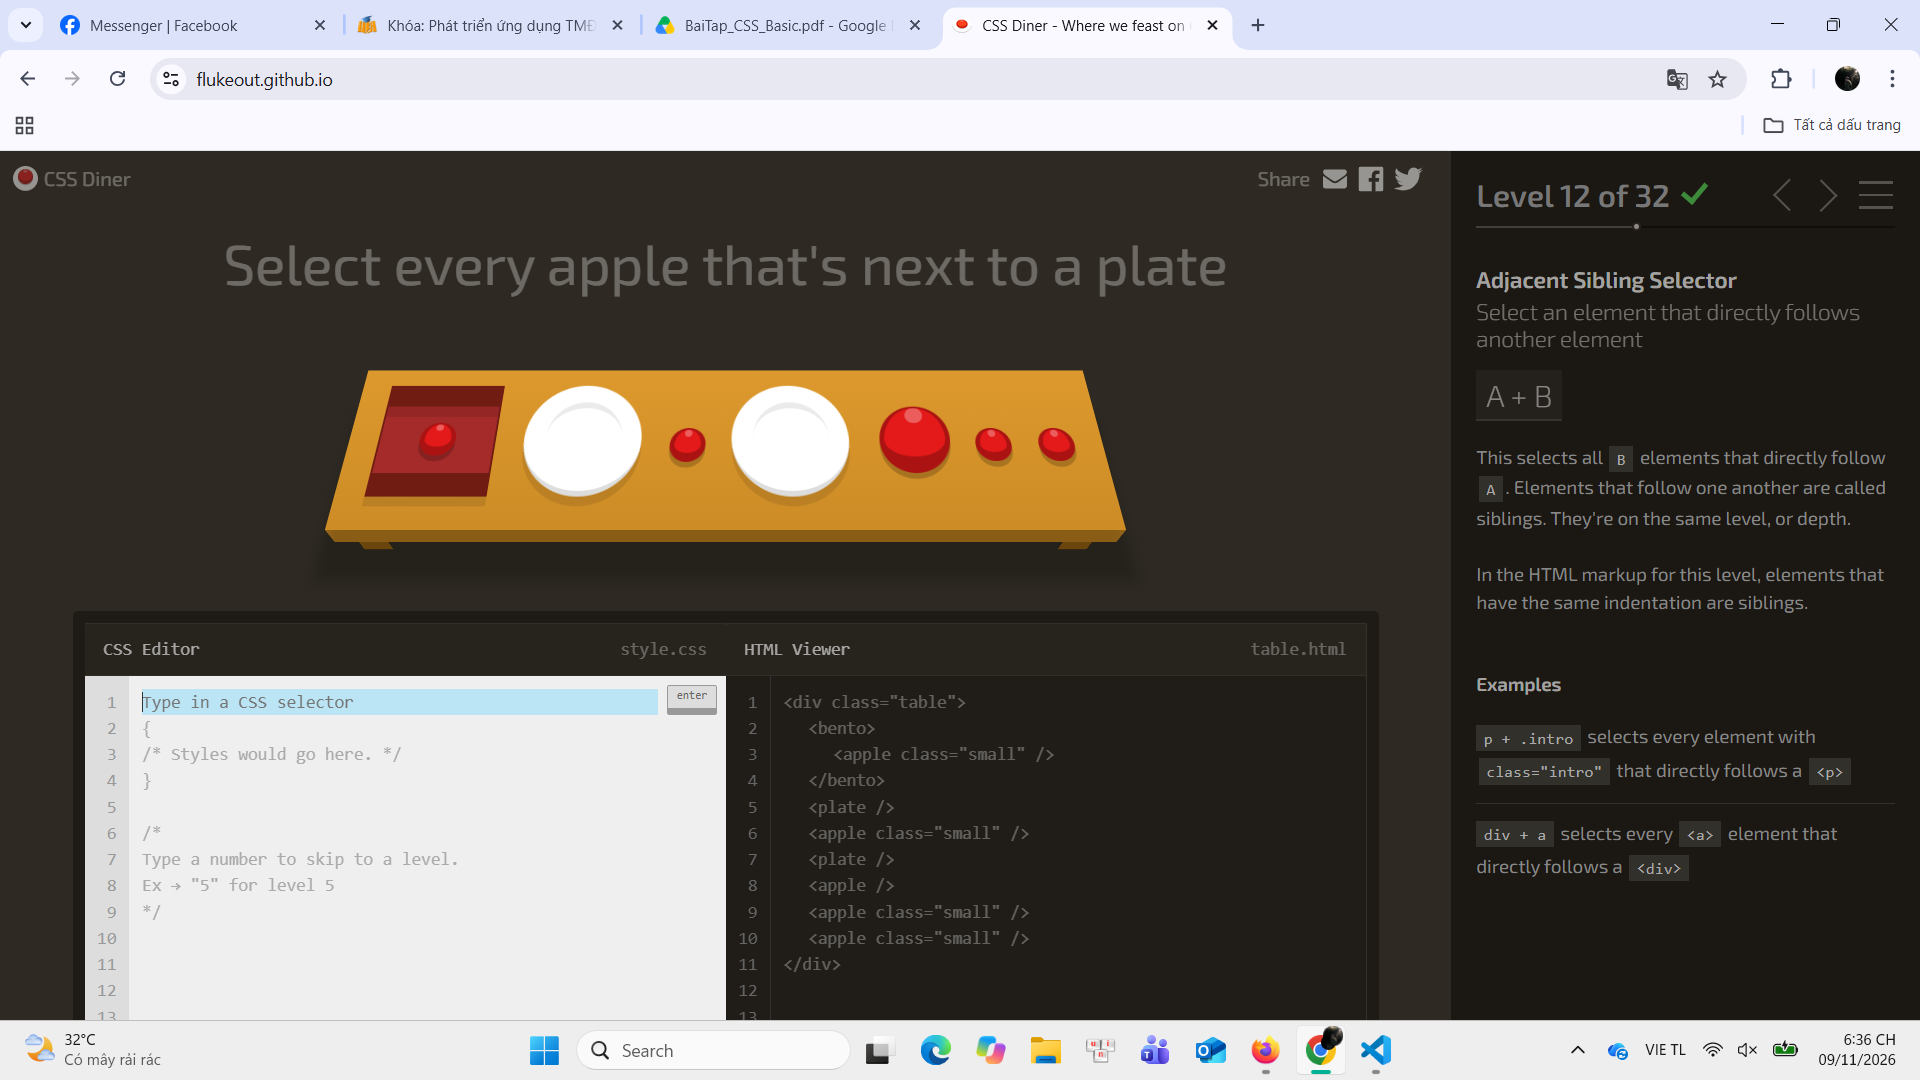 Messenger | Facebook
Khóa: Phát triển ứng dụng TMĐ
BaiTap_CSS_Basic.pdf - Google
CSS Diner - Where we feast on
flukeout.github.io
Tất cả dấu trang
CSS Diner
Share
Level 12 of 32
Select every apple that's next to a plate
Adjacent Sibling Selector
Select an element that directly follows
another element
A + B
This selects all B elements that directly follow
A . Elements that follow one another are called
siblings. They're on the same level, or depth.
In the HTML markup for this level, elements that
have the same indentation are siblings.
Examples
p + .intro selects every element with
class="intro" that directly follows a <p>
div + a selects every <a> element that
directly follows a <div>
CSS Editor style.css
1 Type in a CSS selector enter
2 {
3 /* Styles would go here. */
4 }
5
6 /*
7 Type a number to skip to a level.
8 Ex → "5" for level 5
9 */
10
11
12
13
HTML Viewer table.html
1 <div class="table">
2 <bento>
3 <apple class="small" />
4 </bento>
5 <plate />
6 <apple class="small" />
7 <plate />
8 <apple />
9 <apple class="small" />
10 <apple class="small" />
11 </div>
12
13
32°C
Có mây rải rác
Search
VIE TL
6:36 CH
09/11/2026